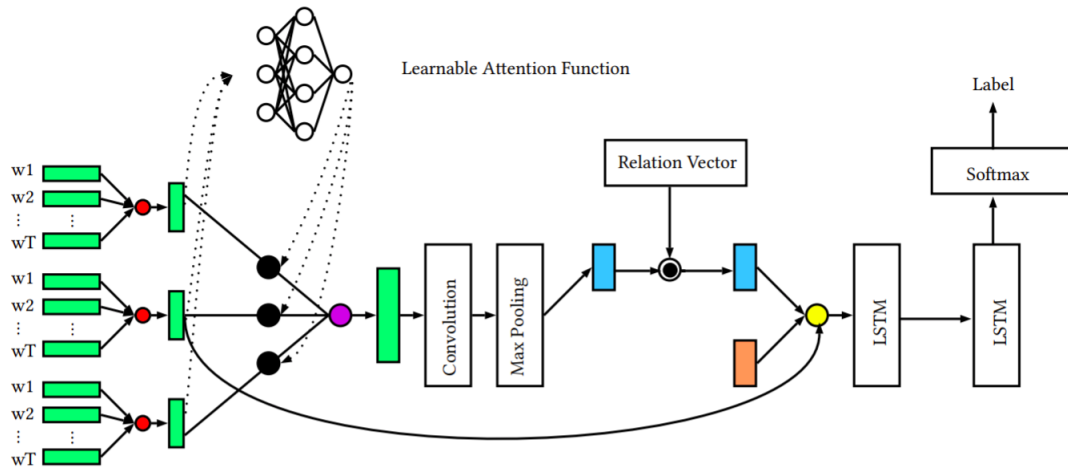 Learnable Attention Function
Label
Relation Vector
Softmax
w1
w2
⋮
⋮
wT
w1
w2
⋮
⋮
wT
w1
w2
⋮
⋮
wT
Convolution
Max Pooling
LSTM
LSTM